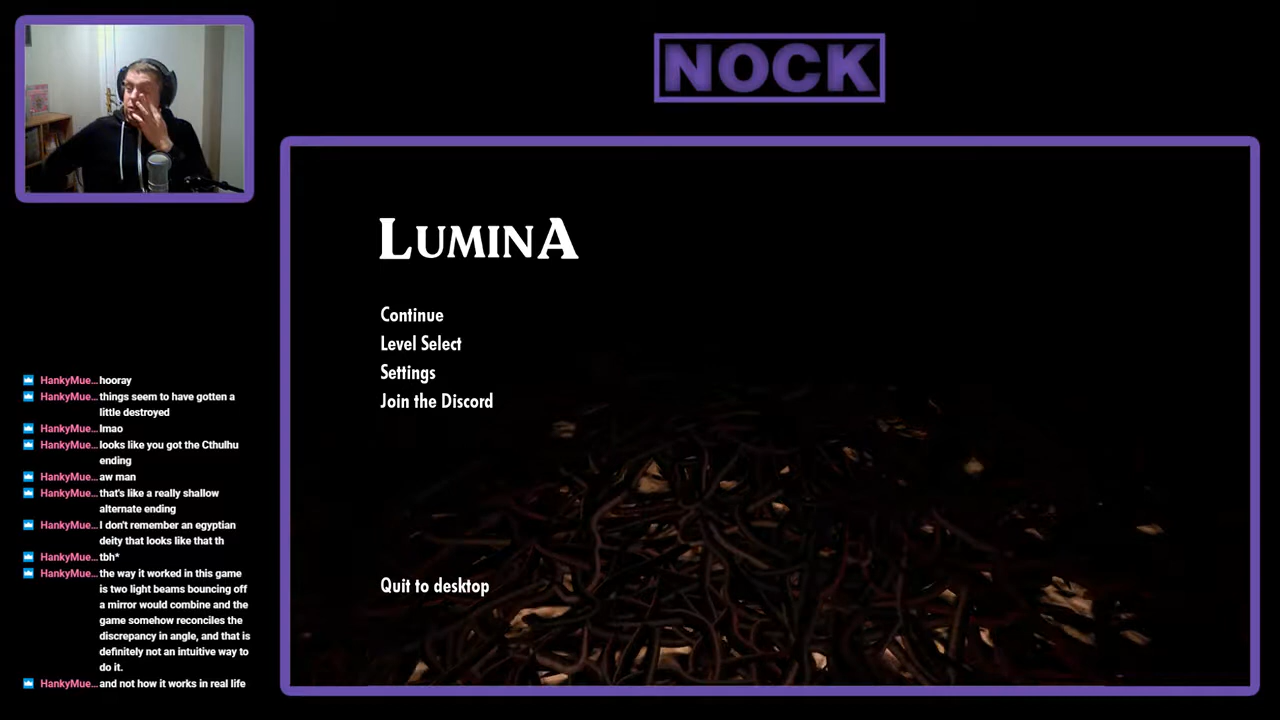 NOCK
LUMINA
Continue
Level Select
Settings
Join the Discord
Quit to desktop
HankyMue... hooray
HankyMue... things seem to have gotten a
little destroyed
HankyMue... lmao
HankyMue... looks like you got the Cthulhu
ending
HankyMue... aw man
HankyMue... that's like a really shallow
alternate ending
HankyMue... I don't remember an egyptian
deity that looks like that th
HankyMue... tbh*
HankyMue... the way it worked in this game
is two light beams bouncing off
a mirror would combine and the
game somehow reconciles the
discrepancy in angle, and that is
definitely not an intuitive way to
do it.
HankyMue... and not how it works in real life